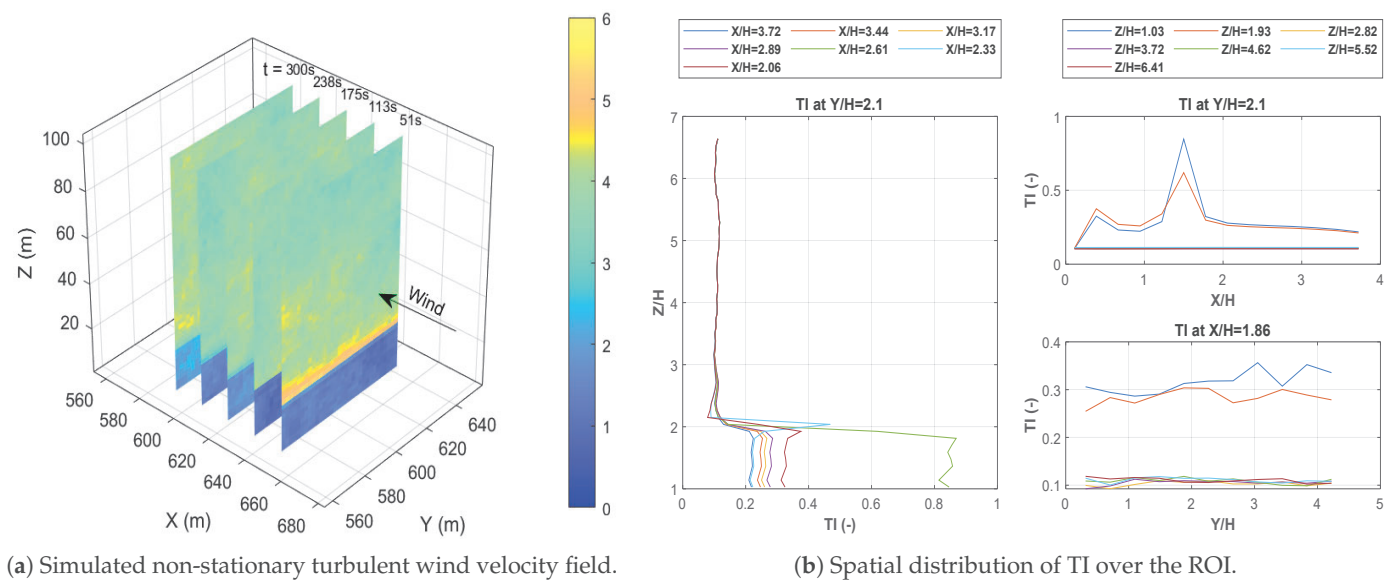 t = 300s
238s
175s
113s
51s
Wind
Z (m)
100
80
60
40
20
X (m)
560
580
600
620
640
660
680
Y (m)
560
580
600
620
640
6
5
4
3
2
1
0
X/H=3.72 X/H=3.44 X/H=3.17
X/H=2.89 X/H=2.61 X/H=2.33
X/H=2.06
TI at Y/H=2.1
Z/H
7
6
5
4
3
2
1
0 0.2 0.4 0.6 0.8 1
TI (-)
Z/H=1.03 Z/H=1.93 Z/H=2.82
Z/H=3.72 Z/H=4.62 Z/H=5.52
Z/H=6.41
TI at Y/H=2.1
TI (-)
1
0.5
0
0 1 2 3 4
X/H
TI at X/H=1.86
TI (-)
0.4
0.3
0.2
0.1
0 1 2 3 4 5
Y/H
(a) Simulated non-stationary turbulent wind velocity field.
(b) Spatial distribution of TI over the ROI.